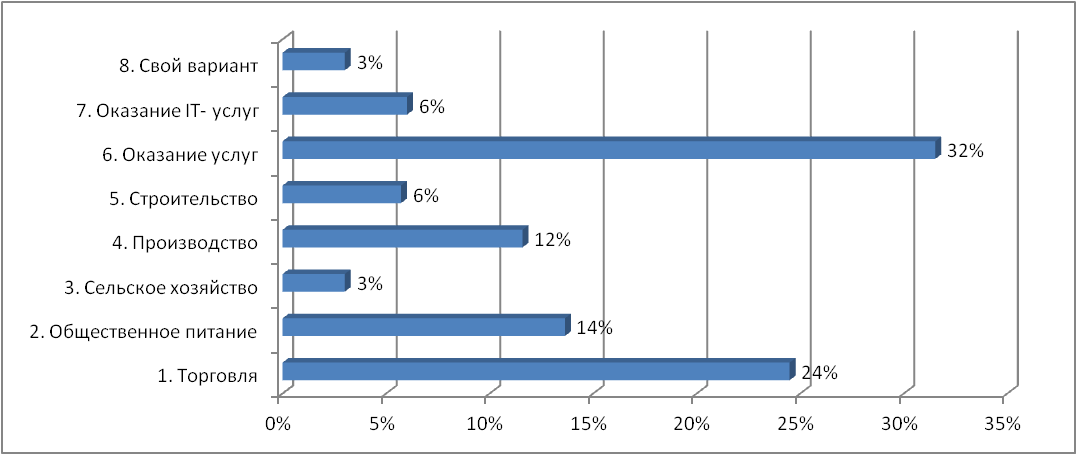 8. Свой вариант 3%
7. Оказание IT- услуг 6%
6. Оказание услуг 32%
5. Строительство 6%
4. Производство 12%
3. Сельское хозяйство 3%
2. Общественное питание 14%
1. Торговля 24%
0% 5% 10% 15% 20% 25% 30% 35%